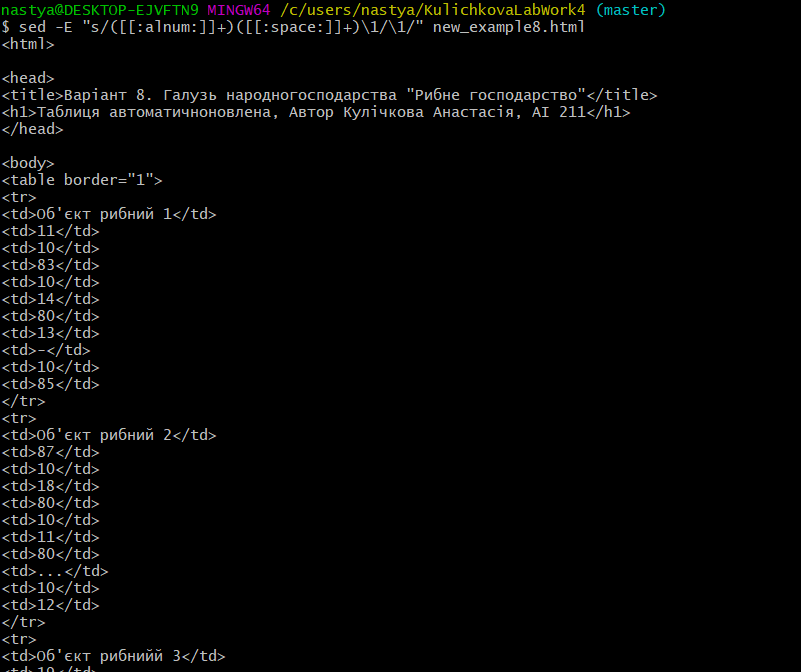 nastya@DESKTOP-EJVFTN9 MINGW64 /c/users/nastya/KulichkovaLabWork4 (master)
$ sed -E "s/([[:alnum:]]+)([[:space:]]+)\1/\1/" new_example8.html
<html>
<head>
<title>Варіант 8. Галузь народногосподарства "Рибне господарство"</title>
<h1>Таблиця автоматичноновлена, Автор Кулічкова Анастасія, АІ 211</h1>
</head>
<body>
<table border="1">
<tr>
<td>Об'єкт рибний 1</td>
<td>11</td>
<td>10</td>
<td>83</td>
<td>10</td>
<td>14</td>
<td>80</td>
<td>13</td>
<td>-</td>
<td>10</td>
<td>85</td>
</tr>
<tr>
<td>Об'єкт рибний 2</td>
<td>87</td>
<td>10</td>
<td>18</td>
<td>80</td>
<td>10</td>
<td>11</td>
<td>80</td>
<td>...</td>
<td>10</td>
<td>12</td>
</tr>
<tr>
<td>Об'єкт рибнийй 3</td>